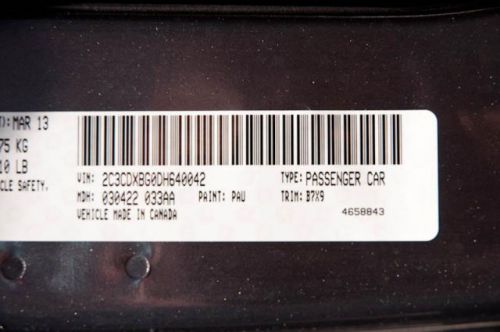 T): MAR 13
75 KG
10 LB
CLE SAFETY.
VIN: 2C3CDXBG0DH640042
TYPE: PASSENGER CAR
MDH: 030422 033AA
PAINT: PAU
TRIM: B7X9
VEHICLE MADE IN CANADA
4658843